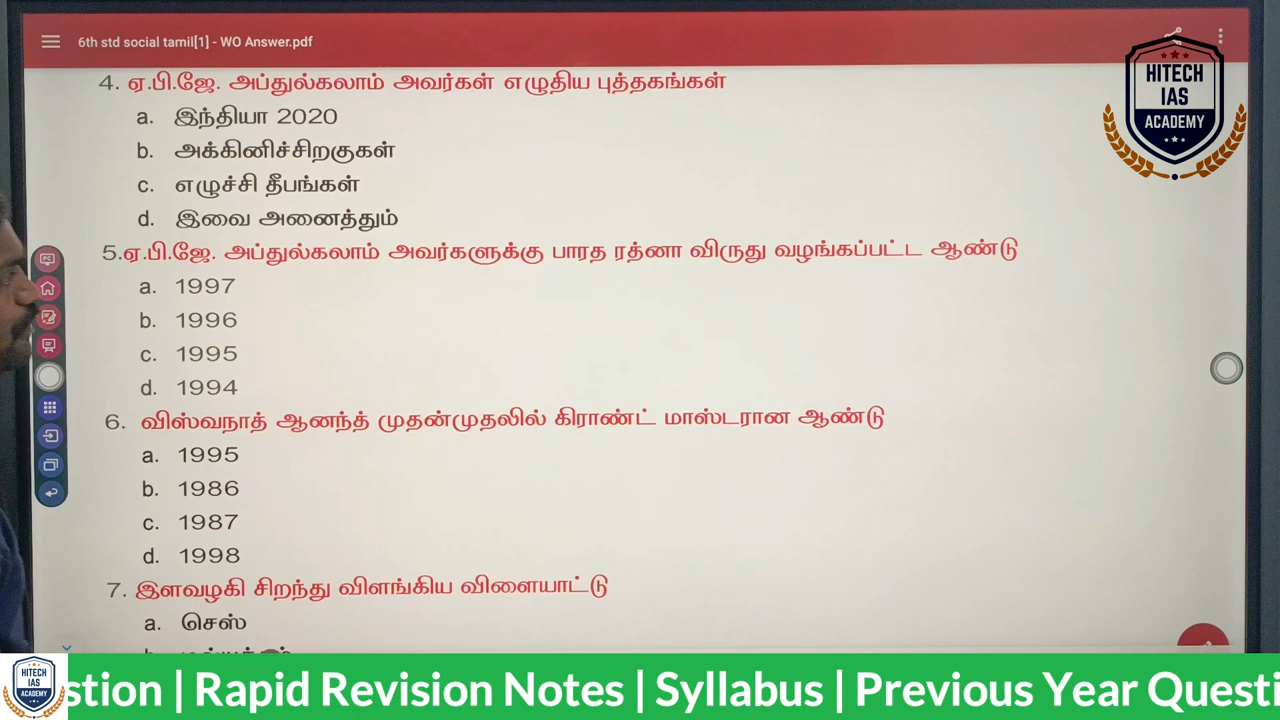 6th std social tamil[1] - WO Answer.pdf
HITECH
IAS
ACADEMY
4. ஏ.பி.ஜே. அப்துல்கலாம் அவர்கள் எழுதிய புத்தகங்கள்
a. இந்தியா 2020
b. அக்கினிச்சிறகுகள்
c. எழுச்சி தீபங்கள்
d. இவை அனைத்தும்
5.ஏ.பி.ஜே. அப்துல்கலாம் அவர்களுக்கு பாரத ரத்னா விருது வழங்கப்பட்ட ஆண்டு
a. 1997
b. 1996
c. 1995
d. 1994
6. விஸ்வநாத் ஆனந்த் முதன்முதலில் கிராண்ட் மாஸ்டரான ஆண்டு
a. 1995
b. 1986
c. 1987
d. 1998
7. இளவழகி சிறந்து விளங்கிய விளையாட்டு
a. செஸ்
HITECH
IAS
ACADEMY
stion | Rapid Revision Notes | Syllabus | Previous Year Questi